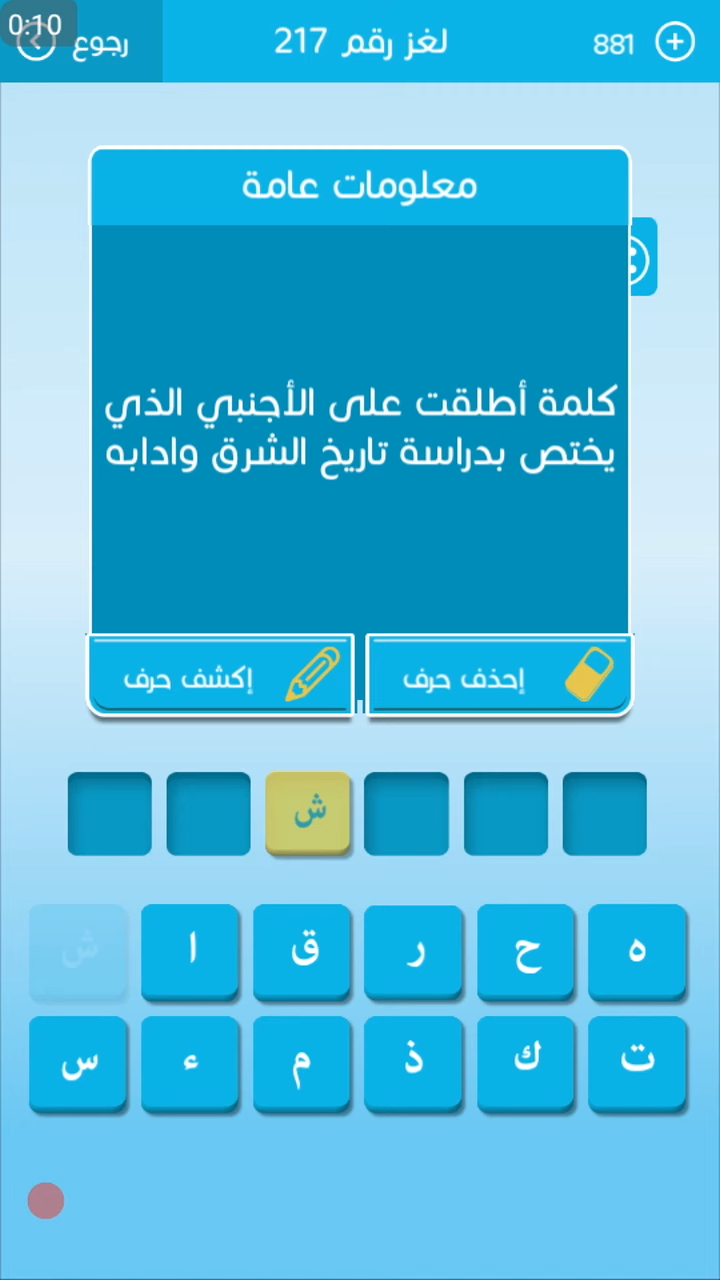 0:10
رجوع
لغز رقم 217
881
معلومات عامة
كلمة أطلقت على الأجنبي الذي
يختص بدراسة تاريخ الشرق وادابه
إحذف حرف
إكشف حرف
ش
ه ح ر ق ا ش
ت ك ذ م ء س